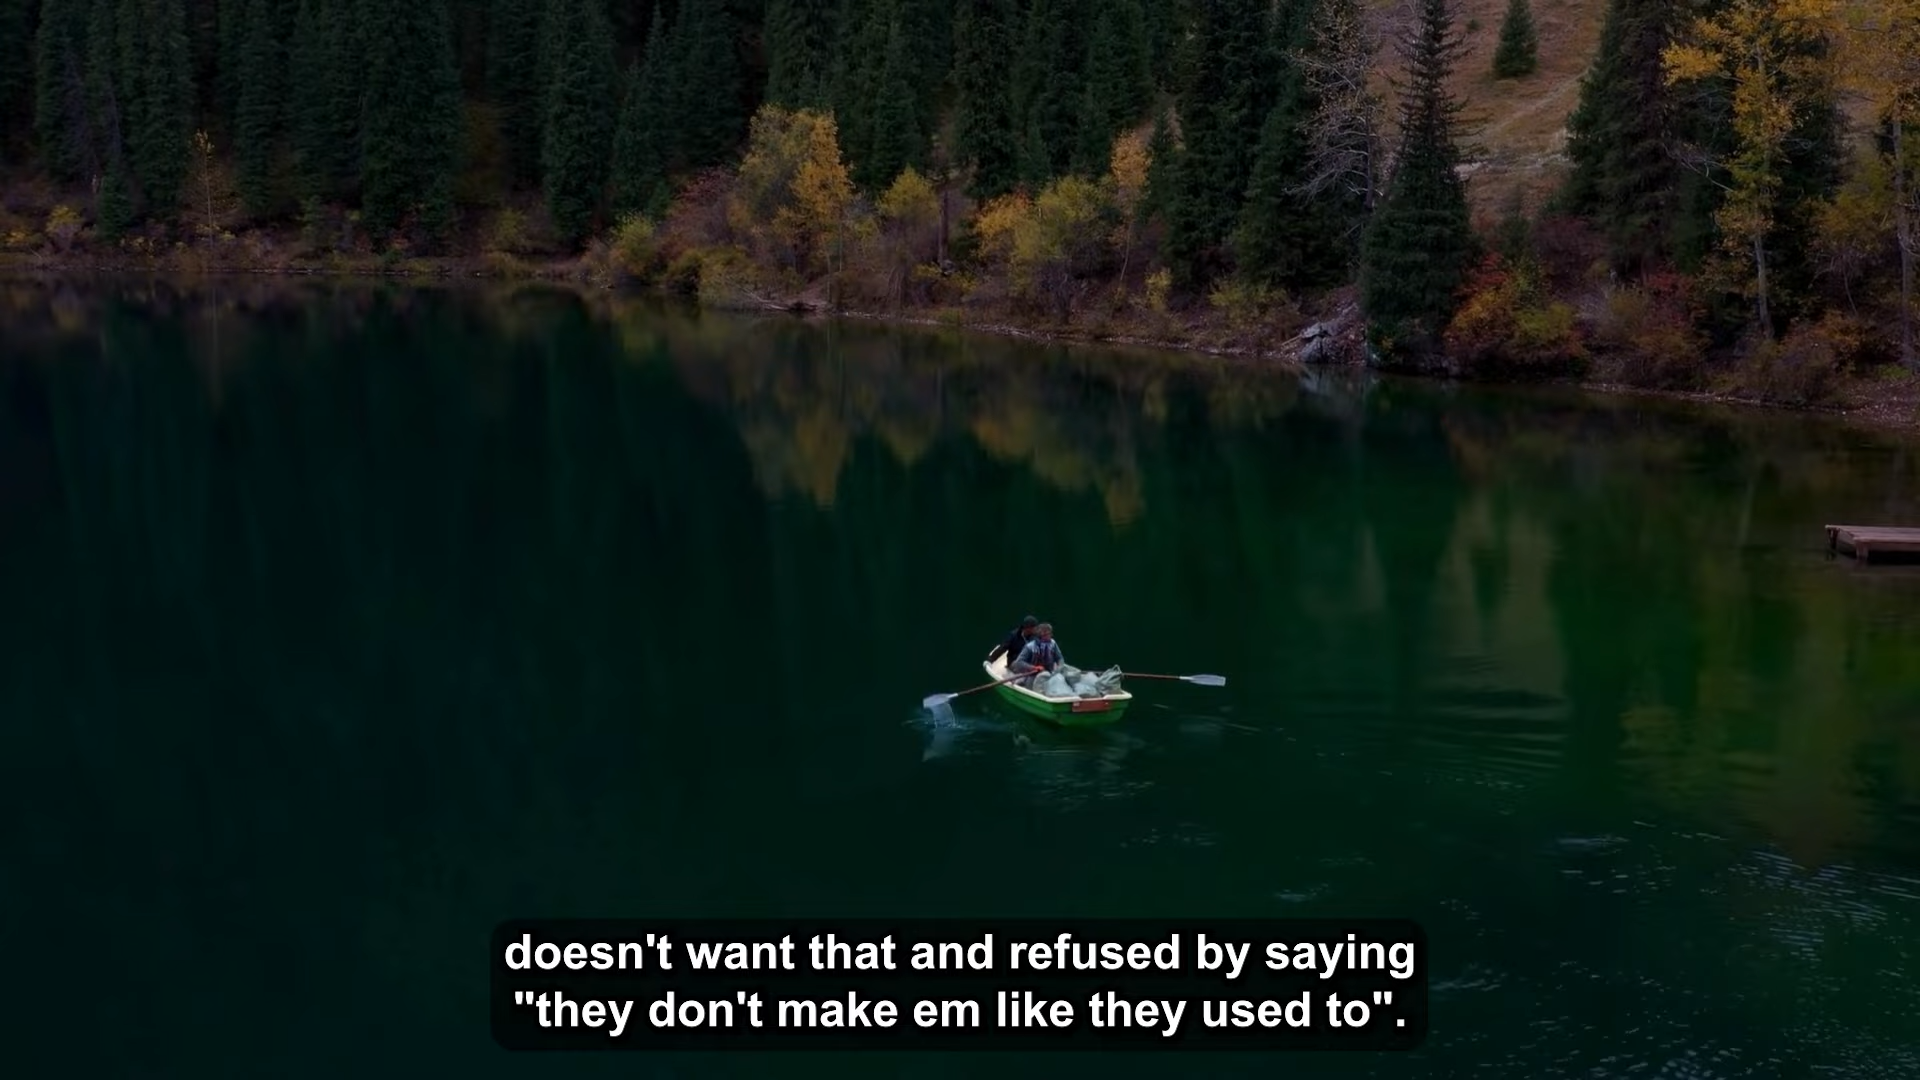 doesn't want that and refused by saying
"they don't make em like they used to".